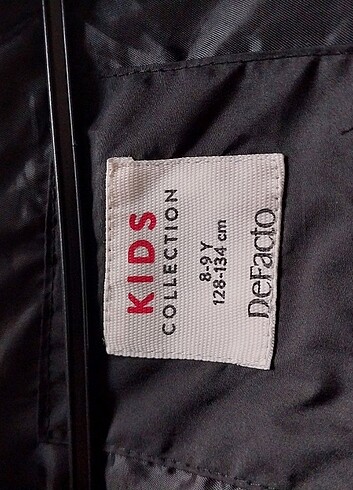 KIDS
COLLECTION
8-9 Y
128-134 cm
DeFacto